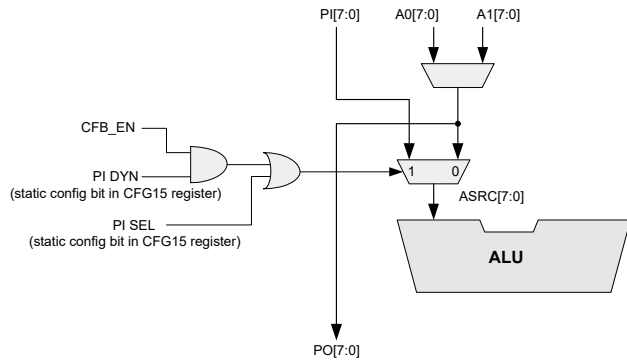 PI[7:0] A0[7:0] A1[7:0]
CFB_EN
PI DYN
(static config bit in CFG15 register)
1 0
ASRC[7:0]
PI SEL
(static config bit in CFG15 register)
ALU
PO[7:0]